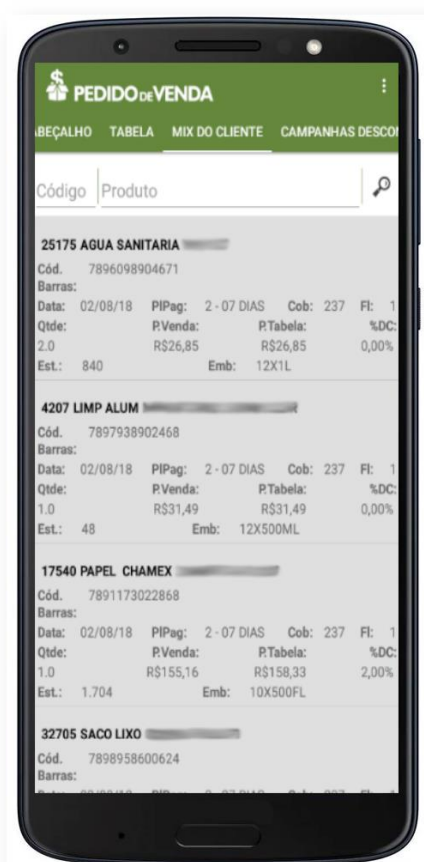 $
PEDIDO DE VENDA
ABEÇALHO TABELA MIX DO CLIENTE CAMPANHAS DESCO
Código Produto
25175 AGUA SANITARIA
Cód. Barras: 7896098904671
Data: 02/08/18 PlPag: 2 - 07 DIAS Cob: 237 Fl: 1
Qtde: P.Venda: P.Tabela: %DC:
2.0 R$26,85 R$26,85 0,00%
Est.: 840 Emb: 12X1L
4207 LIMP ALUM
Cód. Barras: 7897938902468
Data: 02/08/18 PlPag: 2 - 07 DIAS Cob: 237 Fl: 1
Qtde: P.Venda: P.Tabela: %DC:
1.0 R$31,49 R$31,49 0,00%
Est.: 48 Emb: 12X500ML
17540 PAPEL CHAMEX
Cód. Barras: 7891173022868
Data: 02/08/18 PlPag: 2 - 07 DIAS Cob: 237 Fl: 1
Qtde: P.Venda: P.Tabela: %DC:
1.0 R$155,16 R$158,33 2,00%
Est.: 1.704 Emb: 10X500FL
32705 SACO LIXO
Cód. Barras: 7898958600624